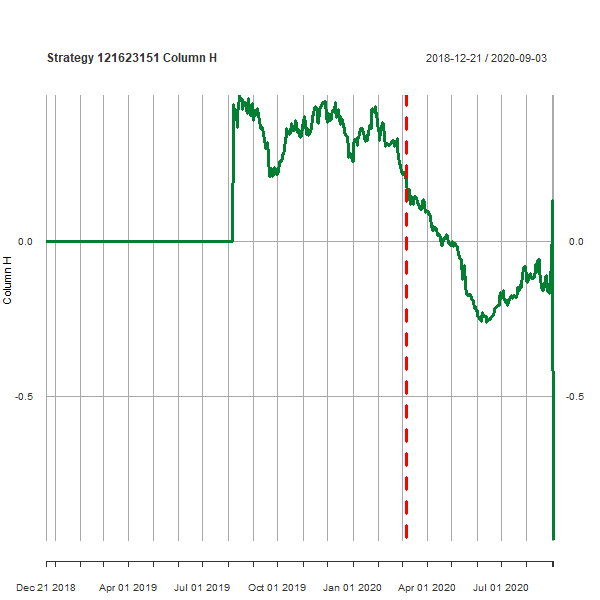 Strategy 121623151 Column H
2018-12-21 / 2020-09-03
0.0
0.0
Column H
-0.5
-0.5
Dec 21 2018 Apr 01 2019 Jul 01 2019 Oct 01 2019 Jan 01 2020 Apr 01 2020 Jul 01 2020